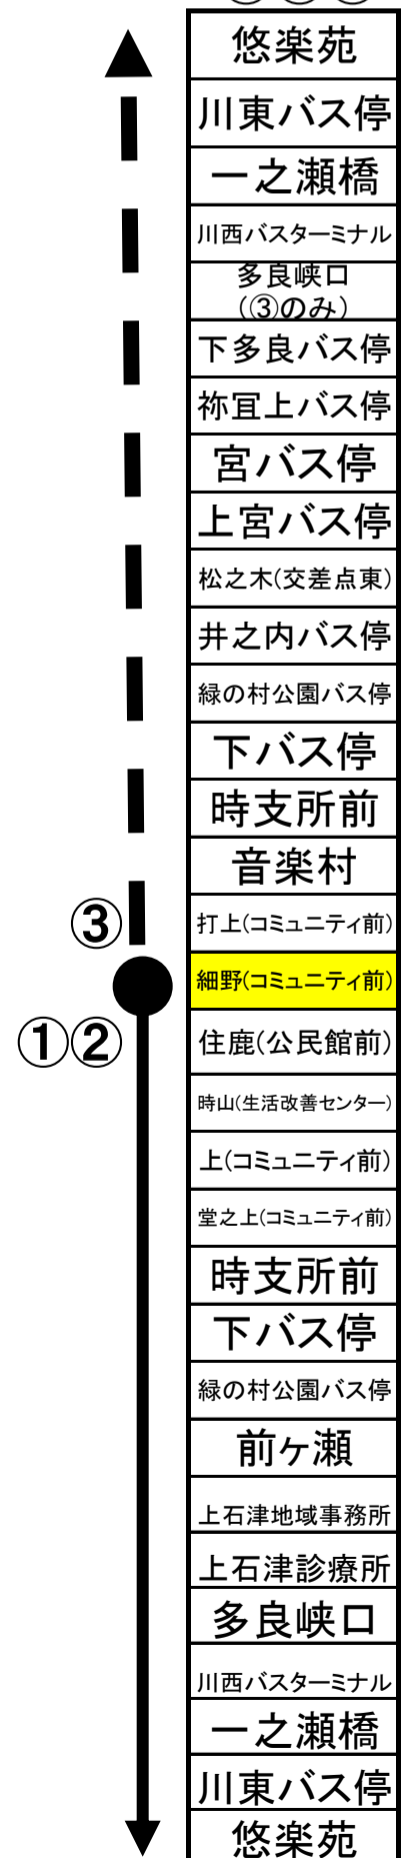 悠楽苑
川東バス停
一之瀬橋
川西バスターミナル
多良峡口
(③のみ)
下多良バス停
祢冝上バス停
宮バス停
上宮バス停
松之木(交差点東)
井之内バス停
緑の村公園バス停
下バス停
時支所前
音楽村
③
打上(コミュニティ前)
細野(コミュニティ前)
①②
住鹿(公民館前)
時山(生活改善センター)
上(コミュニティ前)
堂之上(コミュニティ前)
時支所前
下バス停
緑の村公園バス停
前ヶ瀬
上石津地域事務所
上石津診療所
多良峡口
川西バスターミナル
一之瀬橋
川東バス停
悠楽苑